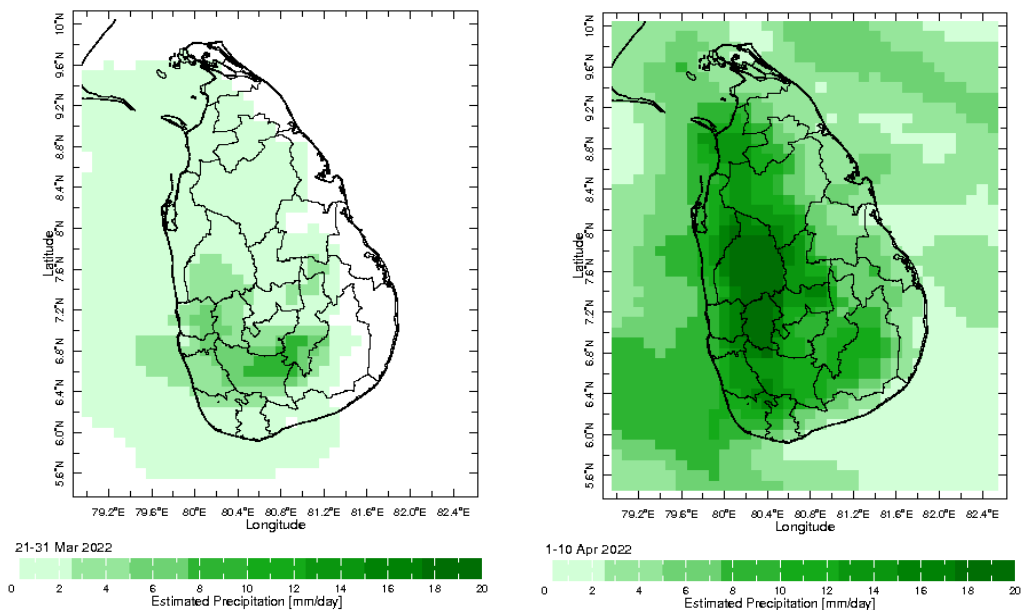 10°N
9.6°N
9.2°N
8.8°N
8.4°N
8°N
7.6°N
7.2°N
6.8°N
6.4°N
6.0°N
5.6°N
Latitude
79.2°E 79.6°E 80°E 80.4°E 80.8°E 81.2°E 81.6°E 82.0°E 82.4°E
Longitude
21-31 Mar 2022
0 2 4 6 8 10 12 14 16 18 20
Estimated Precipitation [mm/day]
10°N
9.6°N
9.2°N
8.8°N
8.4°N
8°N
7.6°N
7.2°N
6.8°N
6.4°N
6.0°N
5.6°N
Latitude
79.2°E 79.6°E 80°E 80.4°E 80.8°E 81.2°E 81.6°E 82.0°E 82.4°E
Longitude
1-10 Apr 2022
0 2 4 6 8 10 12 14 16 18 20
Estimated Precipitation [mm/day]